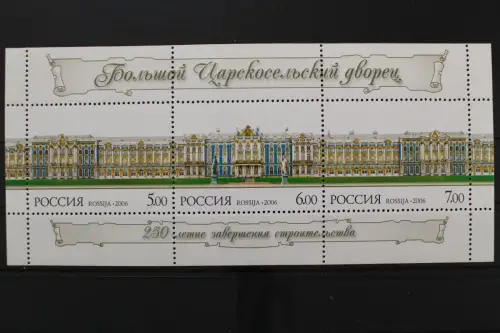 Большой Царскосельский дворец
РОССИЯ ROSSIJA • 2006 5.00 РОССИЯ ROSSIJA • 2006 6.00 РОССИЯ ROSSIJA • 2006 7.00
250 летие завершения строительства